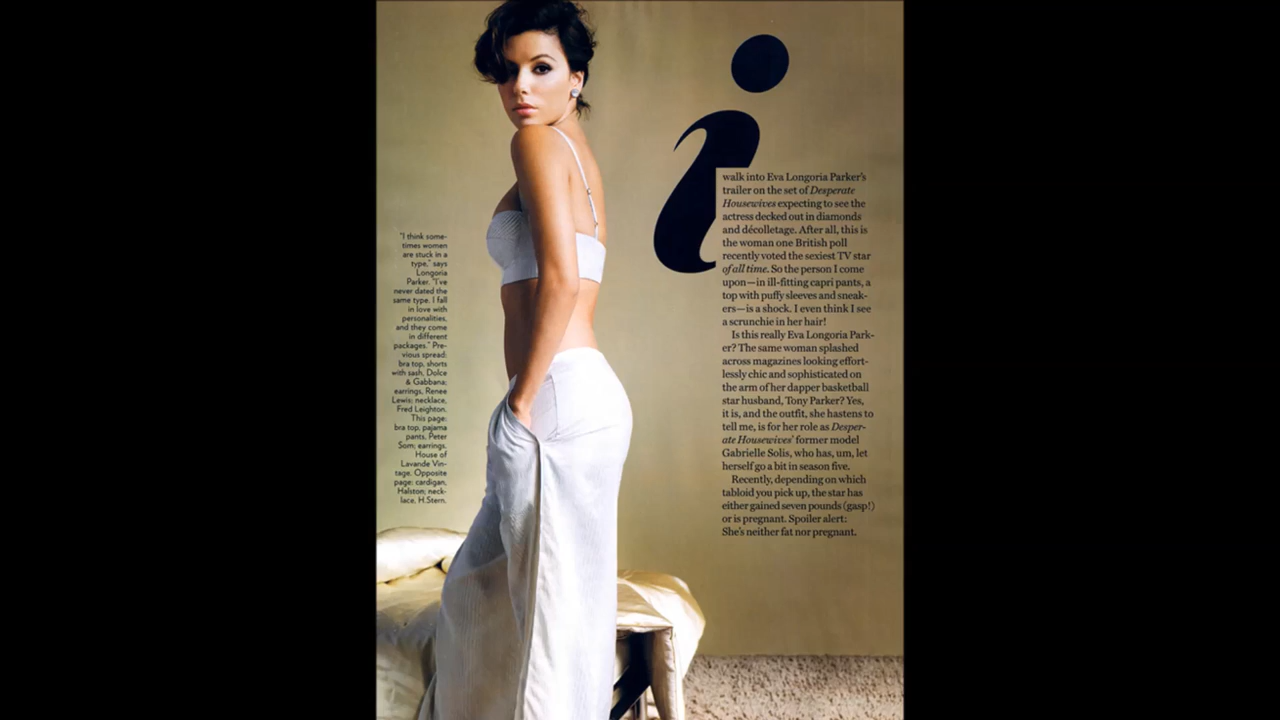 "I think some-
times women
are stuck in a
type," says
Longoria
Parker. "I've
never dated the
same type. I fall
in love with
personalities,
and they come
in different
packages." Pre-
vious spread:
bra top, shorts
with sash, Dolce
& Gabbana;
earrings, Renee
Lewis; necklace,
Fred Leighton.
This page:
bra top, pajama
pants, Peter
Som; earrings,
House of
Lavande Vin-
tage. Opposite
page: cardigan,
Halston; neck-
lace, H.Stern.
i
walk into Eva Longoria Parker's
trailer on the set of Desperate
Housewives expecting to see the
actress decked out in diamonds
and décolletage. After all, this is
the woman one British poll
recently voted the sexiest TV star
of all time. So the person I come
upon—in ill-fitting capri pants, a
top with puffy sleeves and sneak-
ers—is a shock. I even think I see
a scrunchie in her hair!
Is this really Eva Longoria Park-
er? The same woman splashed
across magazines looking effort-
lessly chic and sophisticated on
the arm of her dapper basketball
star husband, Tony Parker? Yes,
it is, and the outfit, she hastens to
tell me, is for her role as Desper-
ate Housewives' former model
Gabrielle Solis, who has, um, let
herself go a bit in season five.
Recently, depending on which
tabloid you pick up, the star has
either gained seven pounds (gasp!)
or is pregnant. Spoiler alert:
She's neither fat nor pregnant.